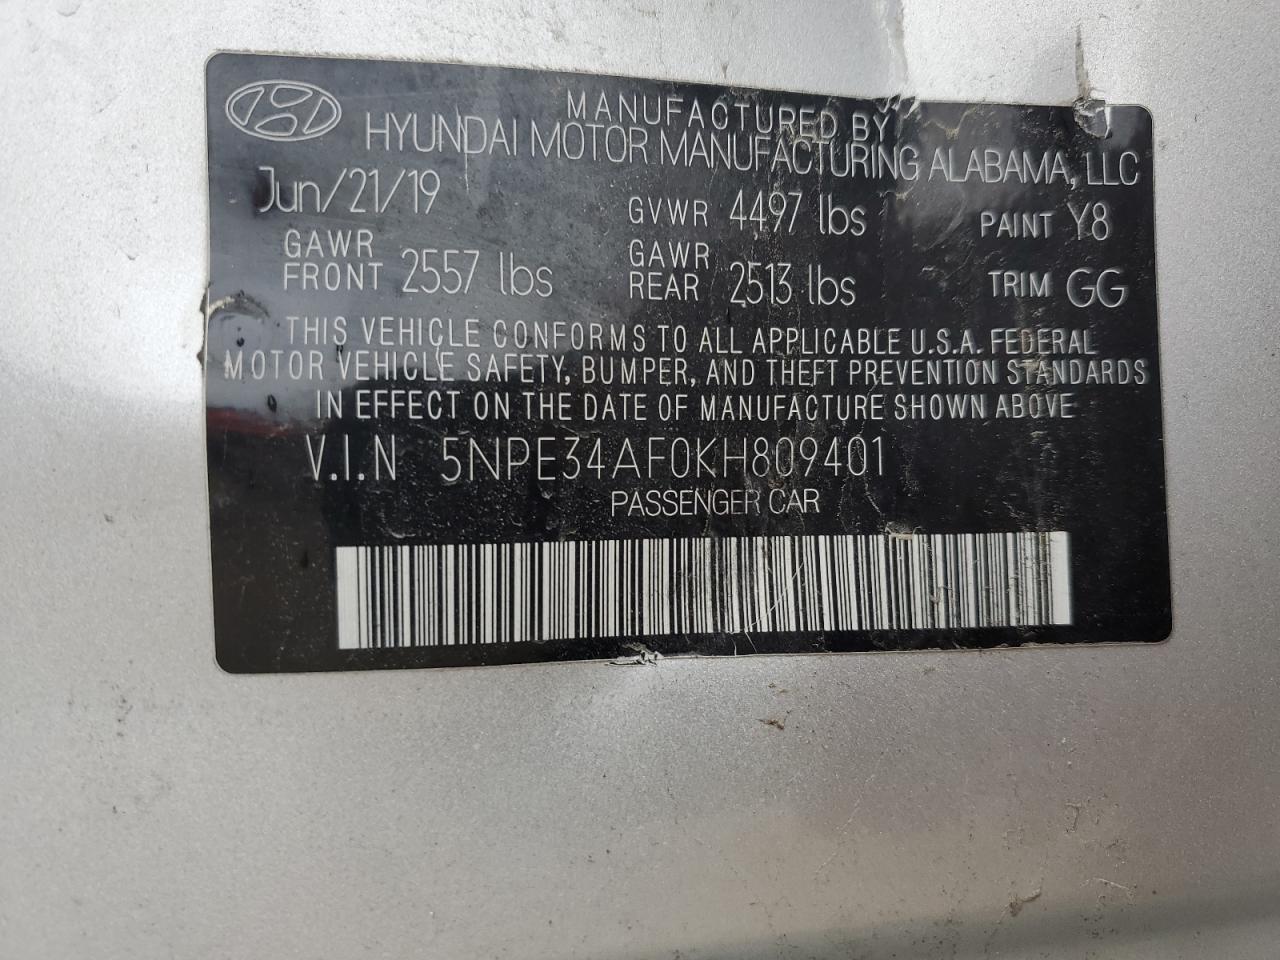 MANUFACTURED BY
HYUNDAI MOTOR MANUFACTURING ALABAMA, LLC
Jun/21/19 GVWR 4497 lbs PAINT Y8
GAWR FRONT 2557 lbs GAWR REAR 2513 lbs TRIM GG
THIS VEHICLE CONFORMS TO ALL APPLICABLE U.S.A. FEDERAL
MOTOR VEHICLE SAFETY, BUMPER, AND THEFT PREVENTION STANDARDS
IN EFFECT ON THE DATE OF MANUFACTURE SHOWN ABOVE
V.I.N 5NPE34AF0KH809401
PASSENGER CAR